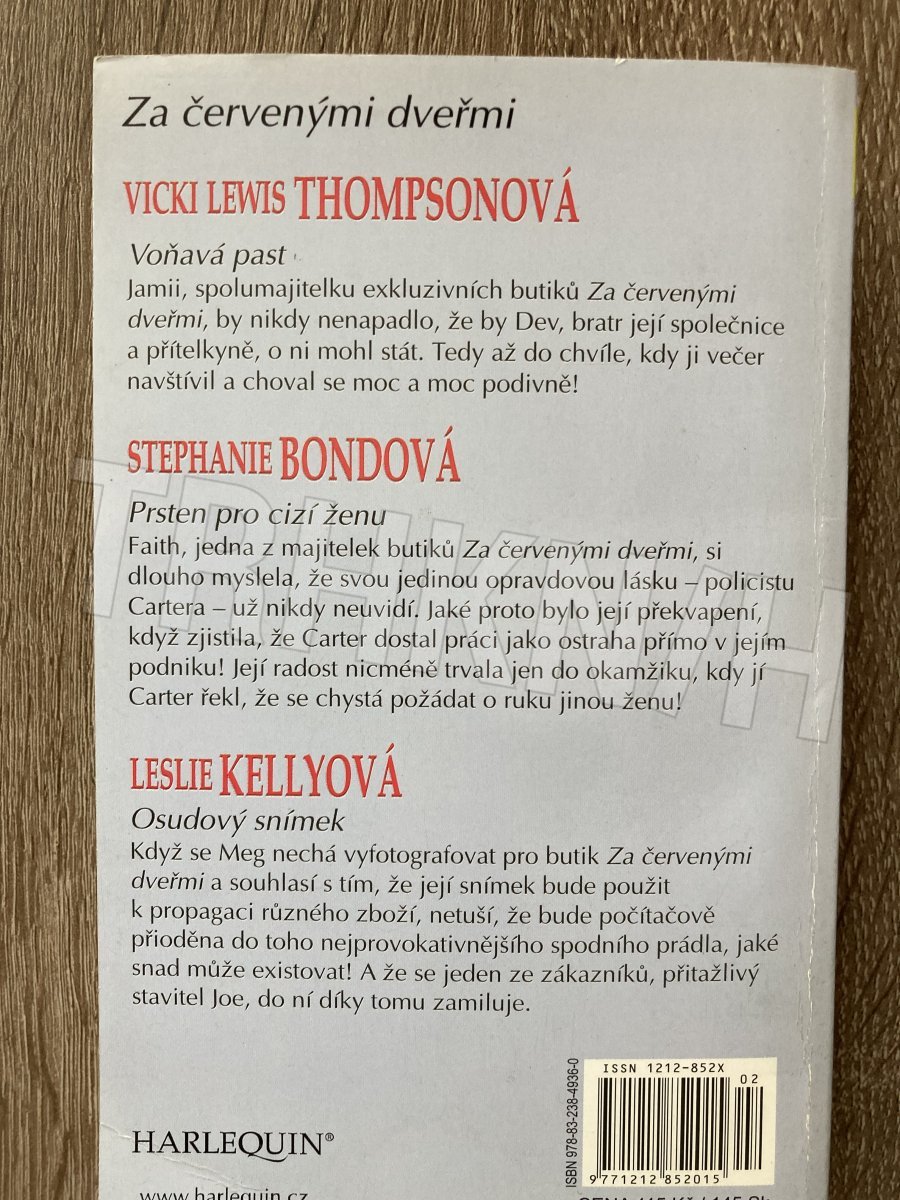 Za červenými dveřmi
VICKI LEWIS THOMPSONOVÁ
Voňavá past
Jamii, spolumajitelku exkluzivních butiků Za červenými
dveřmi, by nikdy nenapadlo, že by Dev, bratr její společnice
a přítelkyně, o ni mohl stát. Tedy až do chvíle, kdy ji večer
navštívil a choval se moc a moc podivně!
STEPHANIE BONDOVÁ
Prsten pro cizí ženu
Faith, jedna z majitelek butiků Za červenými dveřmi, si
dlouho myslela, že svou jedinou opravdovou lásku – policistu
Cartera – už nikdy neuvidí. Jaké proto bylo její překvapení,
když zjistila, že Carter dostal práci jako ostraha přímo v jejím
podniku! Její radost nicméně trvala jen do okamžiku, kdy jí
Carter řekl, že se chystá požádat o ruku jinou ženu!
LESLIE KELLYOVÁ
Osudový snímek
Když se Meg nechá vyfotografovat pro butik Za červenými
dveřmi a souhlasí s tím, že její snímek bude použit
k propagaci různého zboží, netuší, že bude počítačově
přioděna do toho nejprovokativnějšího spodního prádla, jaké
snad může existovat! A že se jeden ze zákazníků, přitažlivý
stavitel Joe, do ní díky tomu zamiluje.
TRHKNIH
ISSN 1212-852X
02
ISBN 978-83-238-4936-0
9 771212 852015
HARLEQUIN®
www.harlequin.cz